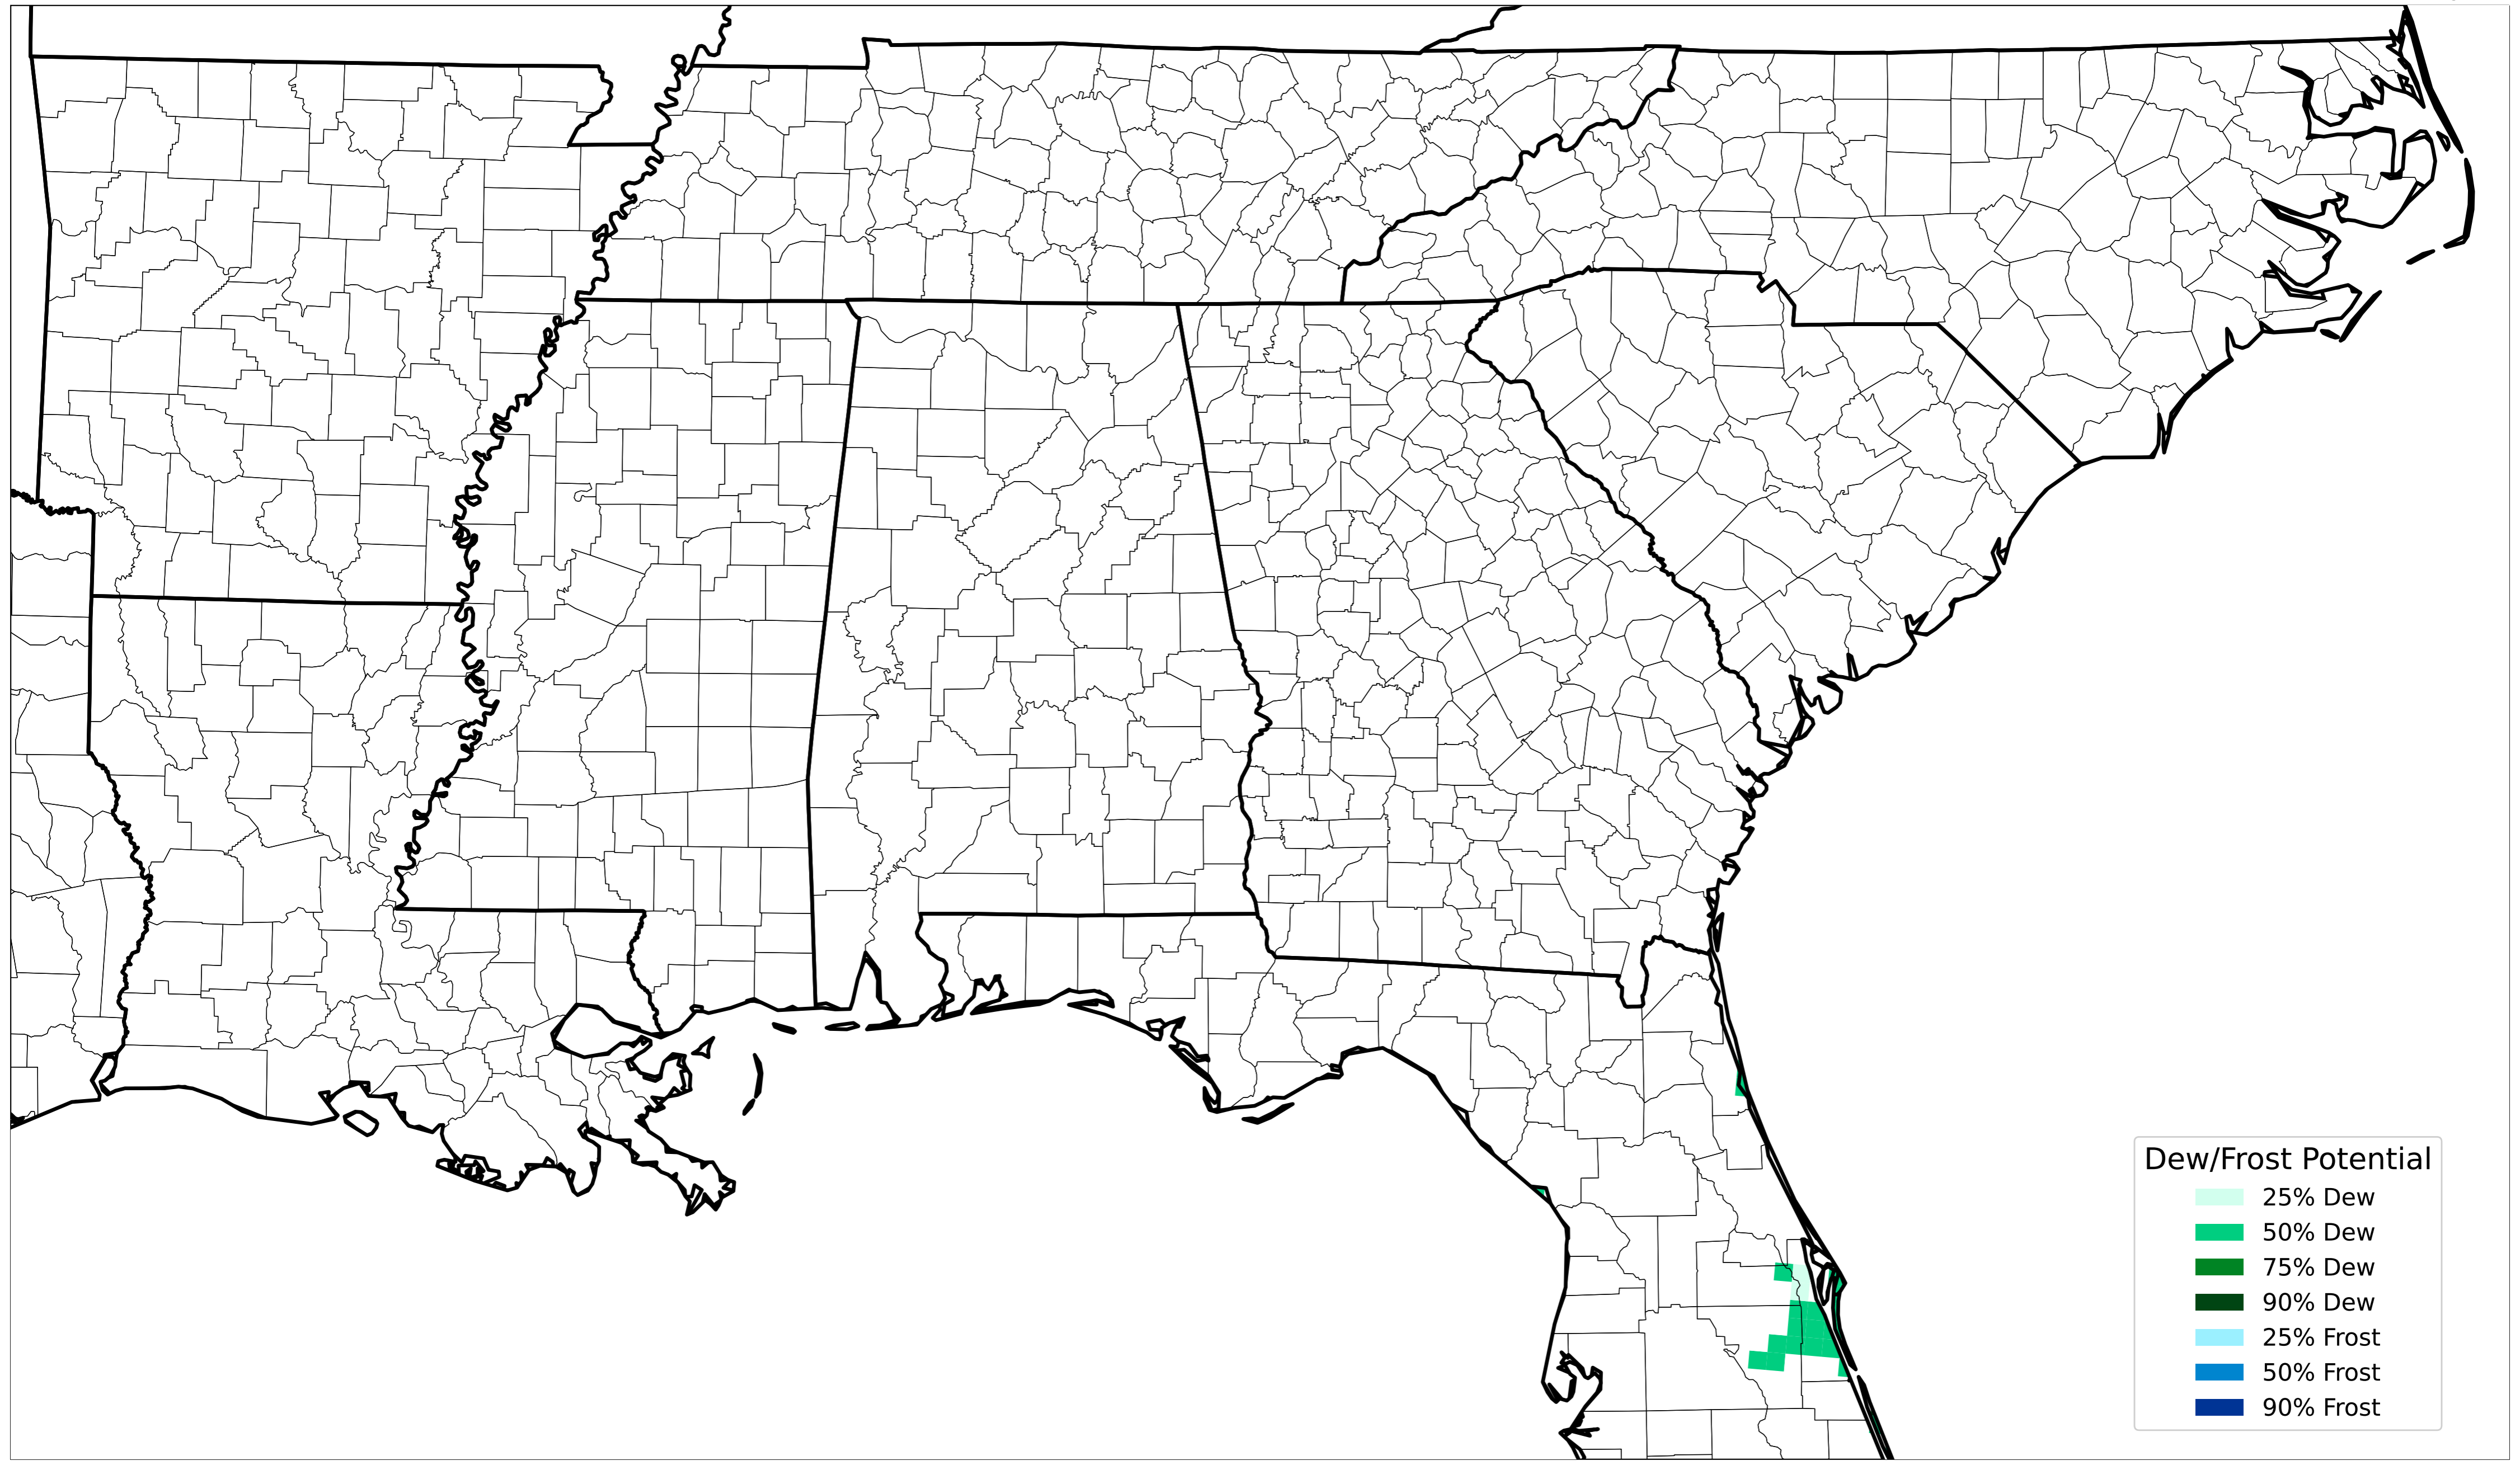 Dew/Frost Potential
25% Dew
50% Dew
75% Dew
90% Dew
25% Frost
50% Frost
90% Frost